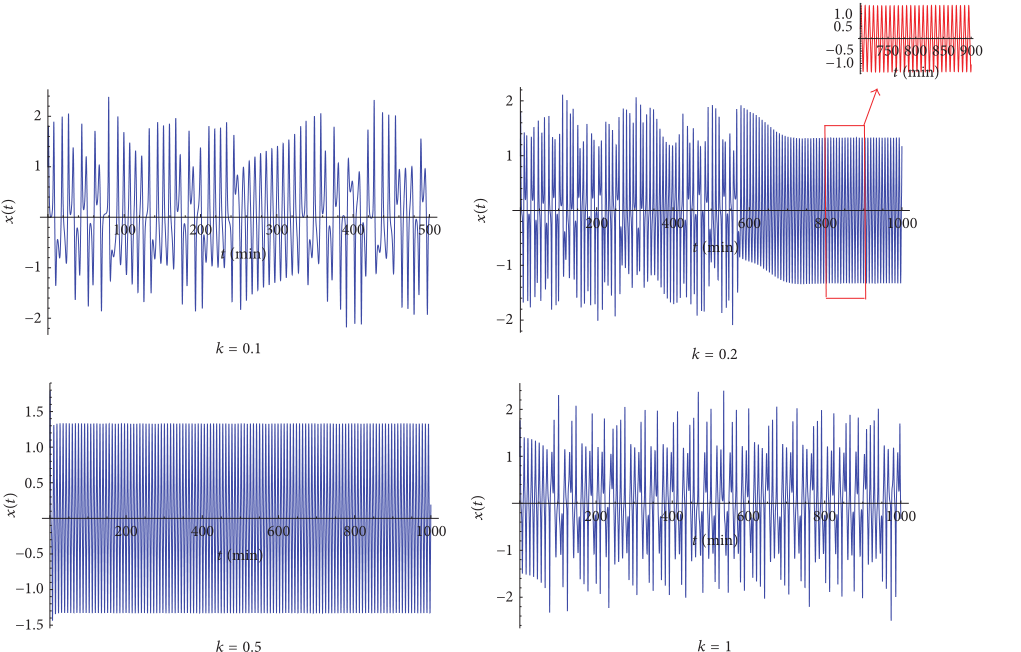 1.0
0.5
−0.5
−1.0
750 800 850 900
t (min)
x(t)
2
1
−1
−2
100 200 300 400 500
t (min)
k = 0.1
x(t)
2
1
−1
−2
200 400 600 800 1000
t (min)
k = 0.2
x(t)
1.5
1.0
0.5
−0.5
−1.0
−1.5
200 400 600 800 1000
t (min)
k = 0.5
x(t)
2
1
−1
−2
200 400 600 800 1000
t (min)
k = 1